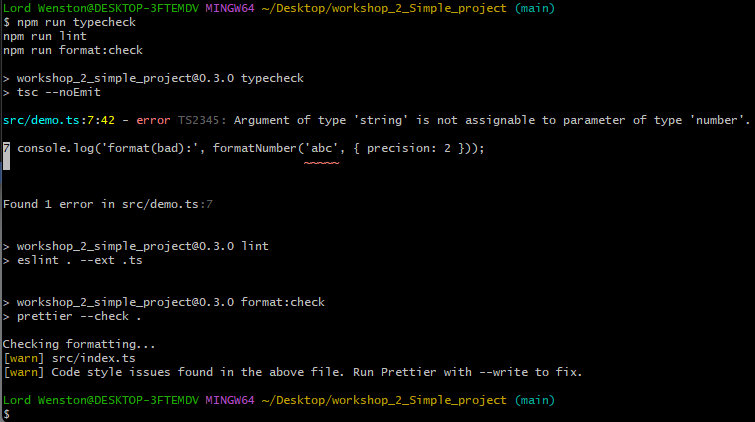 Lord Wenston@DESKTOP-3FTEMDV MINGW64 ~/Desktop/workshop_2_Simple_project (main)
$ npm run typecheck
npm run lint
npm run format:check
> workshop_2_simple_project@0.3.0 typecheck
> tsc --noEmit
src/demo.ts:7:42 - error TS2345: Argument of type 'string' is not assignable to parameter of type 'number'.
7 console.log('format(bad):', formatNumber('abc', { precision: 2 }));
~~~~~
Found 1 error in src/demo.ts:7
> workshop_2_simple_project@0.3.0 lint
> eslint . --ext .ts
> workshop_2_simple_project@0.3.0 format:check
> prettier --check .
Checking formatting...
[warn] src/index.ts
[warn] Code style issues found in the above file. Run Prettier with --write to fix.
Lord Wenston@DESKTOP-3FTEMDV MINGW64 ~/Desktop/workshop_2_Simple_project (main)
$